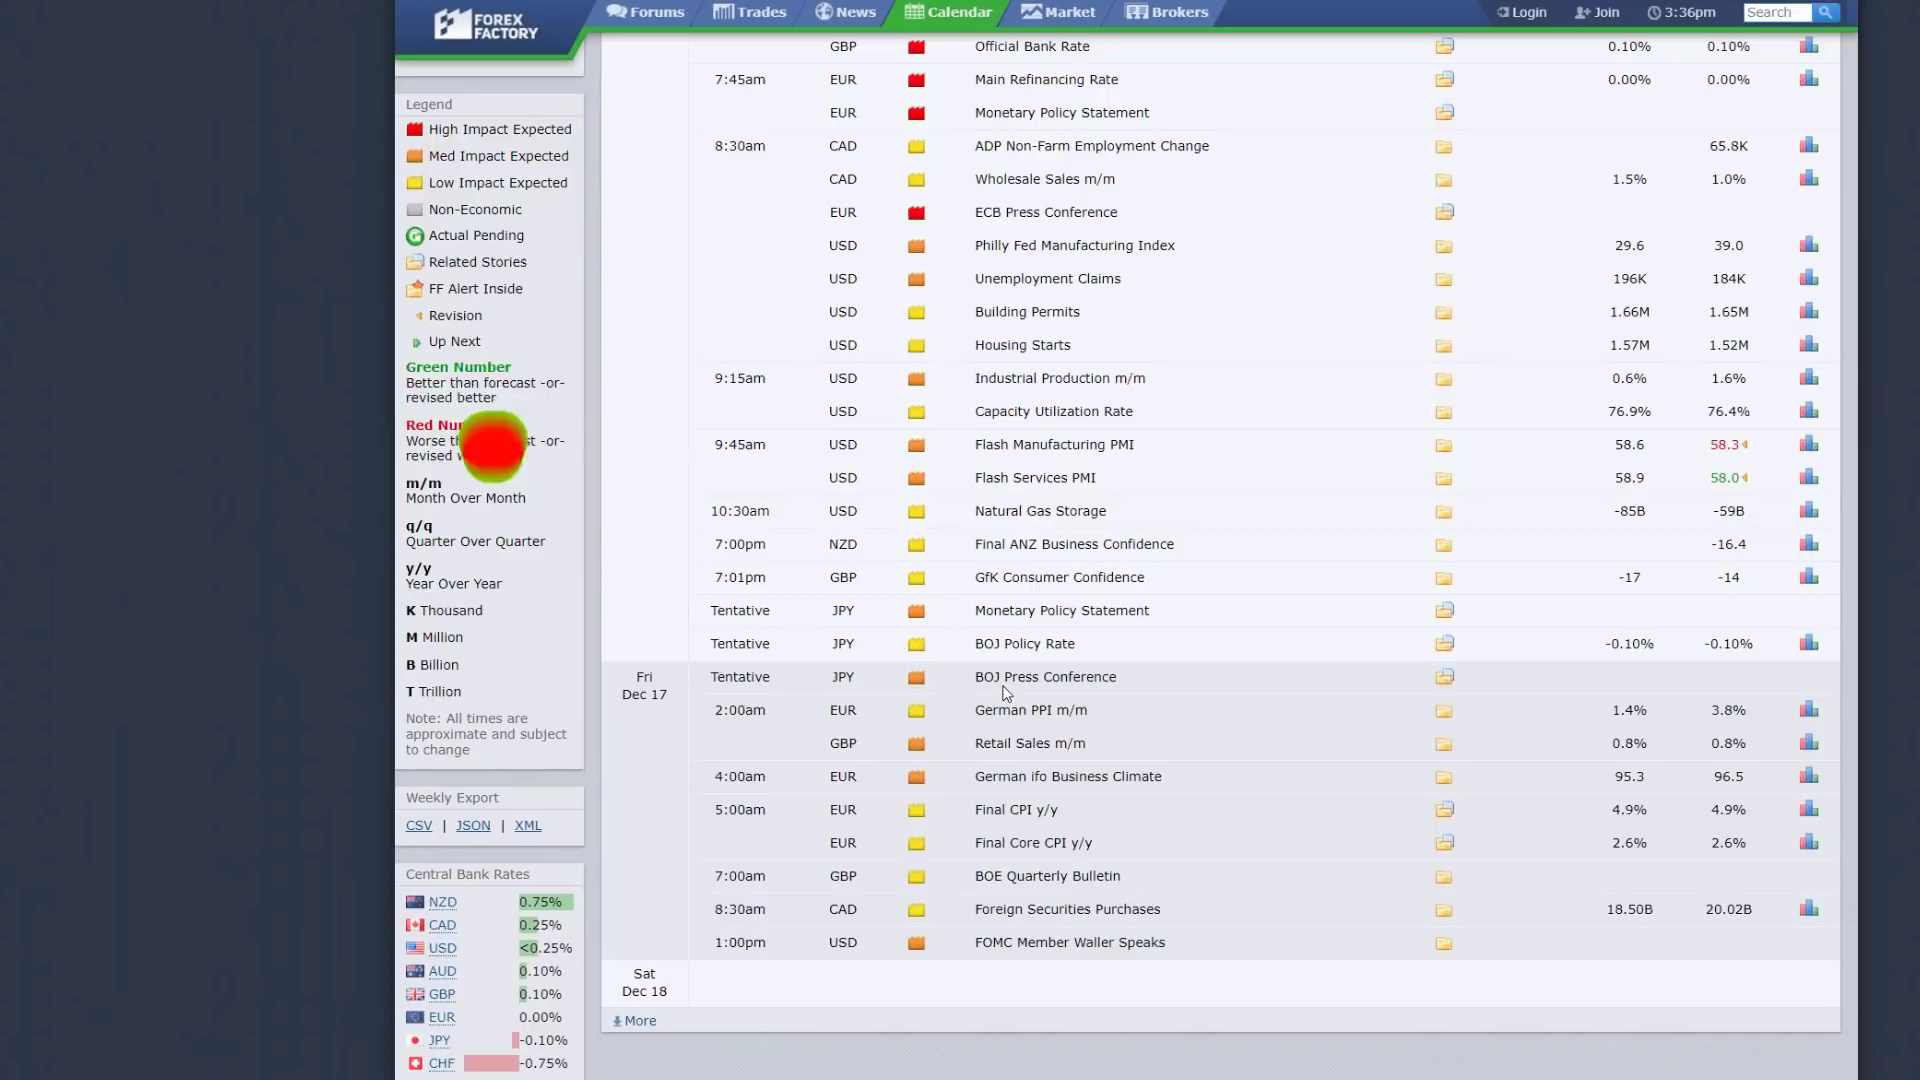 FOREX FACTORY
Forums Trades News Calendar Market Brokers Login Join 3:36pm Search
Legend
High Impact Expected
Med Impact Expected
Low Impact Expected
Non-Economic
Actual Pending
Related Stories
FF Alert Inside
Revision
Up Next
Green Number
Better than forecast -or-
revised better
Red
Worse -or-
revised
m/m
Month Over Month
q/q
Quarter Over Quarter
y/y
Year Over Year
K Thousand
M Million
B Billion
T Trillion
Note: All times are
approximate and subject
to change
Weekly Export
CSV | JSON | XML
Central Bank Rates
NZD 0.75%
CAD 0.25%
USD <0.25%
AUD 0.10%
GBP 0.10%
EUR 0.00%
JPY -0.10%
CHF -0.75%
GBP Official Bank Rate 0.10% 0.10%
7:45am EUR Main Refinancing Rate 0.00% 0.00%
EUR Monetary Policy Statement
8:30am CAD ADP Non-Farm Employment Change 65.8K
CAD Wholesale Sales m/m 1.5% 1.0%
EUR ECB Press Conference
USD Philly Fed Manufacturing Index 29.6 39.0
USD Unemployment Claims 196K 184K
USD Building Permits 1.66M 1.65M
USD Housing Starts 1.57M 1.52M
9:15am USD Industrial Production m/m 0.6% 1.6%
USD Capacity Utilization Rate 76.9% 76.4%
9:45am USD Flash Manufacturing PMI 58.6 58.3
USD Flash Services PMI 58.9 58.0
10:30am USD Natural Gas Storage -85B -59B
7:00pm NZD Final ANZ Business Confidence -16.4
7:01pm GBP GfK Consumer Confidence -17 -14
Tentative JPY Monetary Policy Statement
Tentative JPY BOJ Policy Rate -0.10% -0.10%
Fri Dec 17 Tentative JPY BOJ Press Conference
2:00am EUR German PPI m/m 1.4% 3.8%
GBP Retail Sales m/m 0.8% 0.8%
4:00am EUR German ifo Business Climate 95.3 96.5
5:00am EUR Final CPI y/y 4.9% 4.9%
EUR Final Core CPI y/y 2.6% 2.6%
7:00am GBP BOE Quarterly Bulletin
8:30am CAD Foreign Securities Purchases 18.50B 20.02B
1:00pm USD FOMC Member Waller Speaks
Sat Dec 18
More